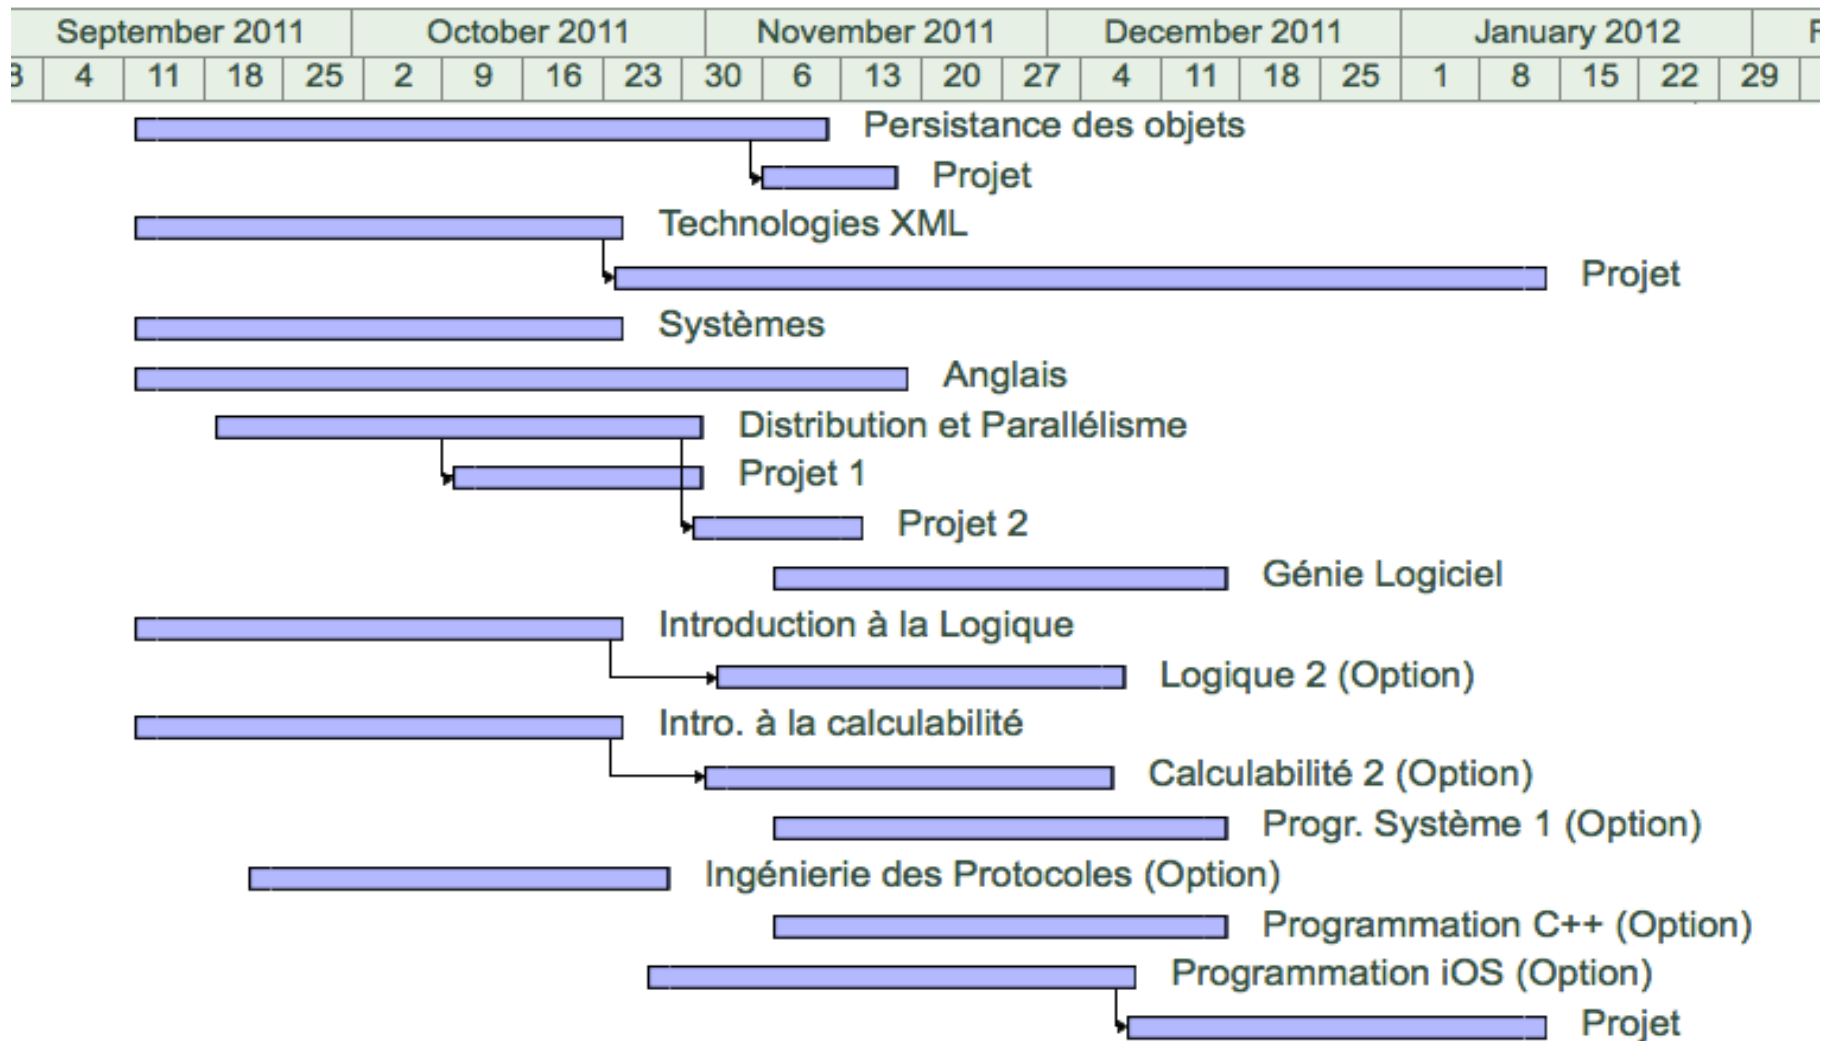 September 2011 October 2011 November 2011 December 2011 January 2012
4 11 18 25 2 9 16 23 30 6 13 20 27 4 11 18 25 1 8 15 22 29
Persistance des objets
Projet
Technologies XML
Projet
Systèmes
Anglais
Distribution et Parallélisme
Projet 1
Projet 2
Génie Logiciel
Introduction à la Logique
Logique 2 (Option)
Intro. à la calculabilité
Calculabilité 2 (Option)
Progr. Système 1 (Option)
Ingénierie des Protocoles (Option)
Programmation C++ (Option)
Programmation iOS (Option)
Projet